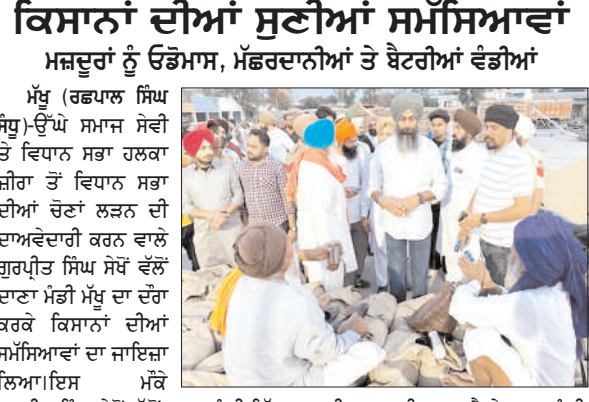 ਕਿਸਾਨਾਂ ਦੀਆਂ ਸੁਣੀਆਂ ਸਮੱਸਿਆਵਾਂ
ਮਜ਼ਦੂਰਾਂ ਨੂੰ ਓਡੋਮਾਸ, ਮੱਛਰਦਾਨੀਆਂ ਤੇ ਬੈਟਰੀਆਂ ਵੰਡੀਆਂ
ਮੱਖੂ (ਰਛਪਾਲ ਸਿੰਘ
ਸੰਧੂ)-ਉੱਘੇ ਸਮਾਜ ਸੇਵੀ
ਤੇ ਵਿਧਾਨ ਸਭਾ ਹਲਕਾ
ਜ਼ੀਰਾ ਤੋਂ ਵਿਧਾਨ ਸਭਾ
ਦੀਆਂ ਚੋਣਾਂ ਲੜਨ ਦੀ
ਦਾਅਵੇਦਾਰੀ ਕਰਨ ਵਾਲੇ
ਗੁਰਪ੍ਰੀਤ ਸਿੰਘ ਸੇਖੋਂ ਵੱਲੋਂ
ਦਾਣਾ ਮੰਡੀ ਮੱਖੂ ਦਾ ਦੌਰਾ
ਕਰਕੇ ਕਿਸਾਨਾਂ ਦੀਆਂ
ਸਮੱਸਿਆਵਾਂ ਦਾ ਜਾਇਜ਼ਾ
ਲਿਆ।ਇਸ ਮੌਕੇ